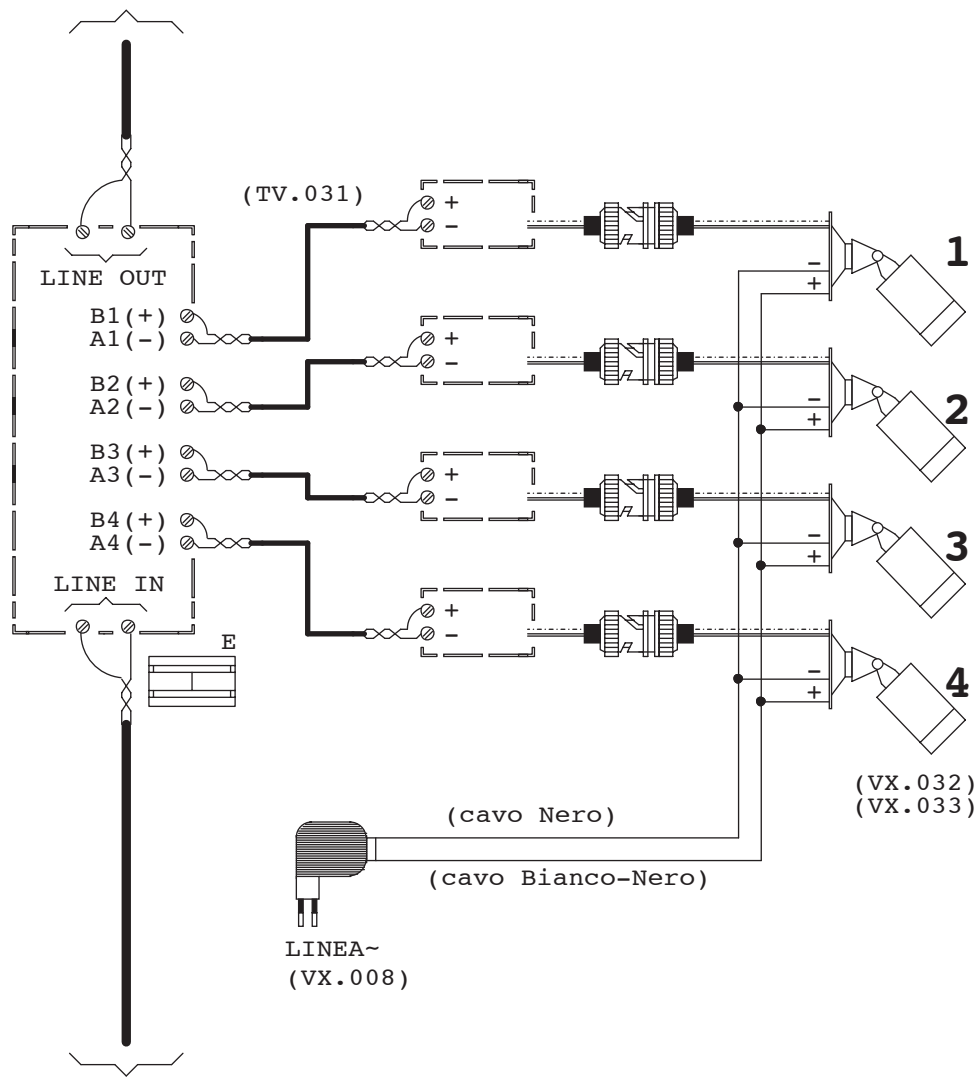 (TV.031)
+
−
1
LINE OUT
−
+
B1(+)
A1(−)
+
−
B2(+)
A2(−)
2
−
+
B3(+)
A3(−)
+
−
B4(+)
A4(−)
3
−
+
LINE IN
+
−
E
4
−
+
(VX.032)
(VX.033)
(cavo Nero)
(cavo Bianco-Nero)
LINEA~
(VX.008)